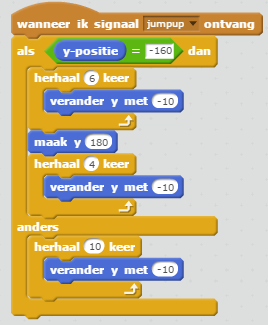 wanneer ik signaal jumpup ontvang
als y-positie = -160 dan
herhaal 6 keer
verander y met -10
maak y 180
herhaal 4 keer
verander y met -10
anders
herhaal 10 keer
verander y met -10